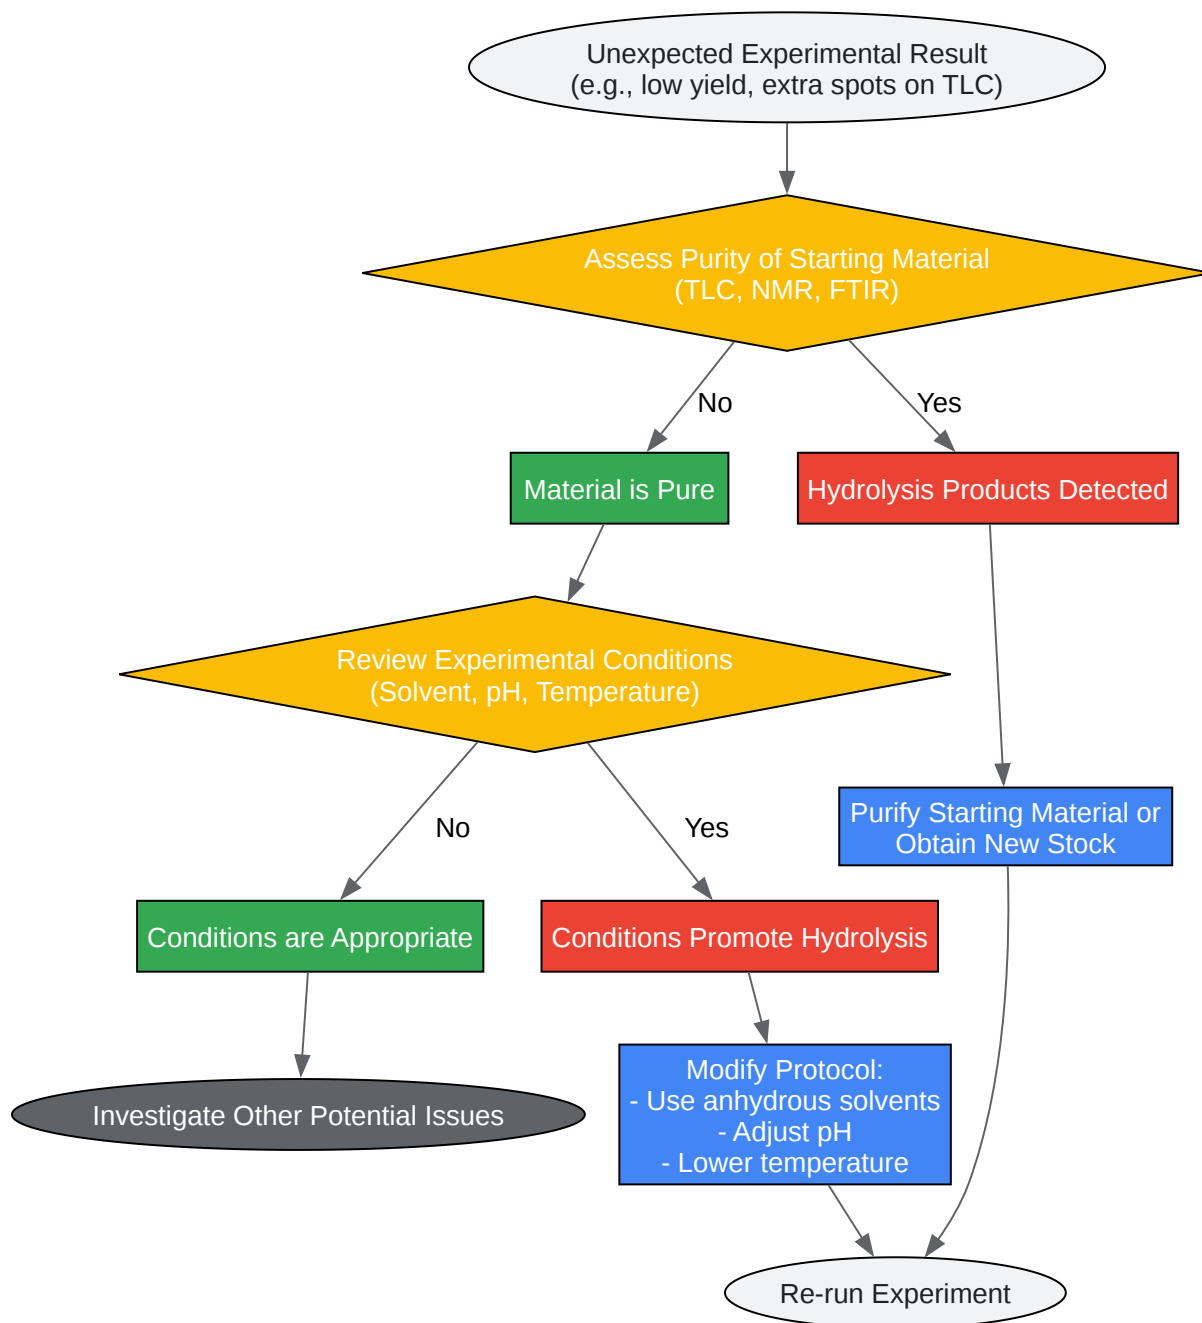 Unexpected Experimental Result
(e.g., low yield, extra spots on TLC)
Assess Purity of Starting Material
(TLC, NMR, FTIR)
No
Yes
Material is Pure
Hydrolysis Products Detected
Review Experimental Conditions
(Solvent, pH, Temperature)
Purify Starting Material or
Obtain New Stock
No
Yes
Conditions are Appropriate
Conditions Promote Hydrolysis
Modify Protocol:
- Use anhydrous solvents
- Adjust pH
- Lower temperature
Investigate Other Potential Issues
Re-run Experiment